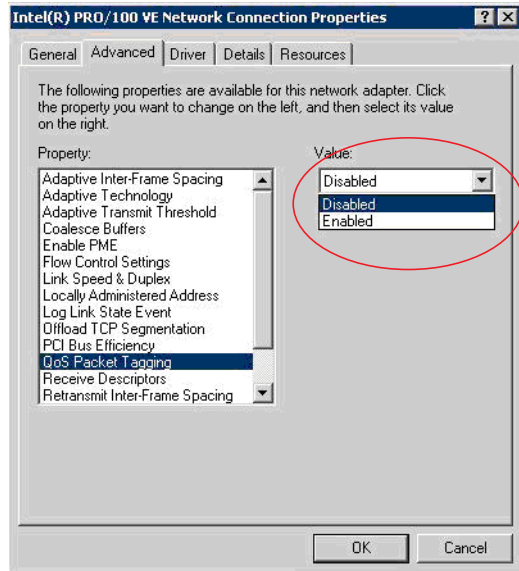 Intel(R) PRO/100 VE Network Connection Properties
General
Advanced
Driver
Details
Resources
The following properties are available for this network adapter. Click
the property you want to change on the left, and then select its value
on the right.
Property:
Value:
Adaptive Inter-Frame Spacing
Adaptive Technology
Adaptive Transmit Threshold
Coalesce Buffers
Enable PME
Flow Control Settings
Link Speed & Duplex
Locally Administered Address
Log Link State Event
Offload TCP Segmentation
PCI Bus Efficiency
QoS Packet Tagging
Receive Descriptors
Retransmit Inter-Frame Spacing
Disabled
Disabled
Enabled
OK
Cancel